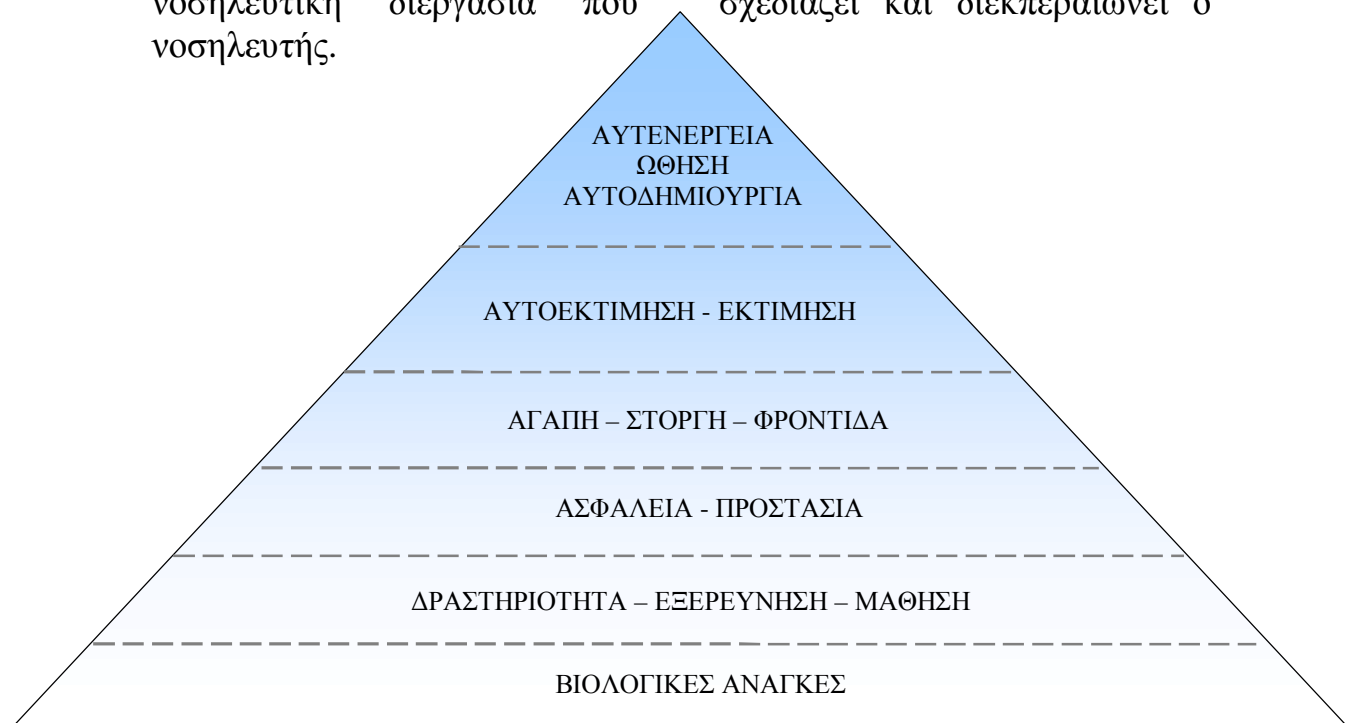 νοσηλευτική διεργασία που σχεδιάζει και διεκπεραιώνει ο
νοσηλευτής.
ΑΥΤΕΝΕΡΓΕΙΑ
ΩΘΗΣΗ
ΑΥΤΟΔΗΜΙΟΥΡΓΙΑ
ΑΥΤΟΕΚΤΙΜΗΣΗ - ΕΚΤΙΜΗΣΗ
ΑΓΑΠΗ – ΣΤΟΡΓΗ – ΦΡΟΝΤΙΔΑ
ΑΣΦΑΛΕΙΑ - ΠΡΟΣΤΑΣΙΑ
ΔΡΑΣΤΗΡΙΟΤΗΤΑ – ΕΞΕΡΕΥΝΗΣΗ – ΜΑΘΗΣΗ
ΒΙΟΛΟΓΙΚΕΣ ΑΝΑΓΚΕΣ